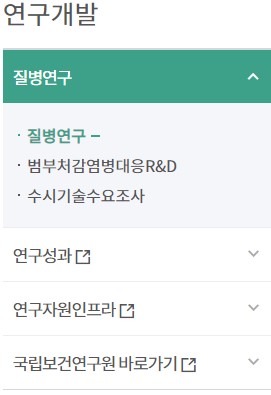 연구개발
질병연구
· 질병연구 –
· 범부처감염병대응R&D
· 수시기술수요조사
연구성과
연구자원인프라
국립보건연구원 바로가기